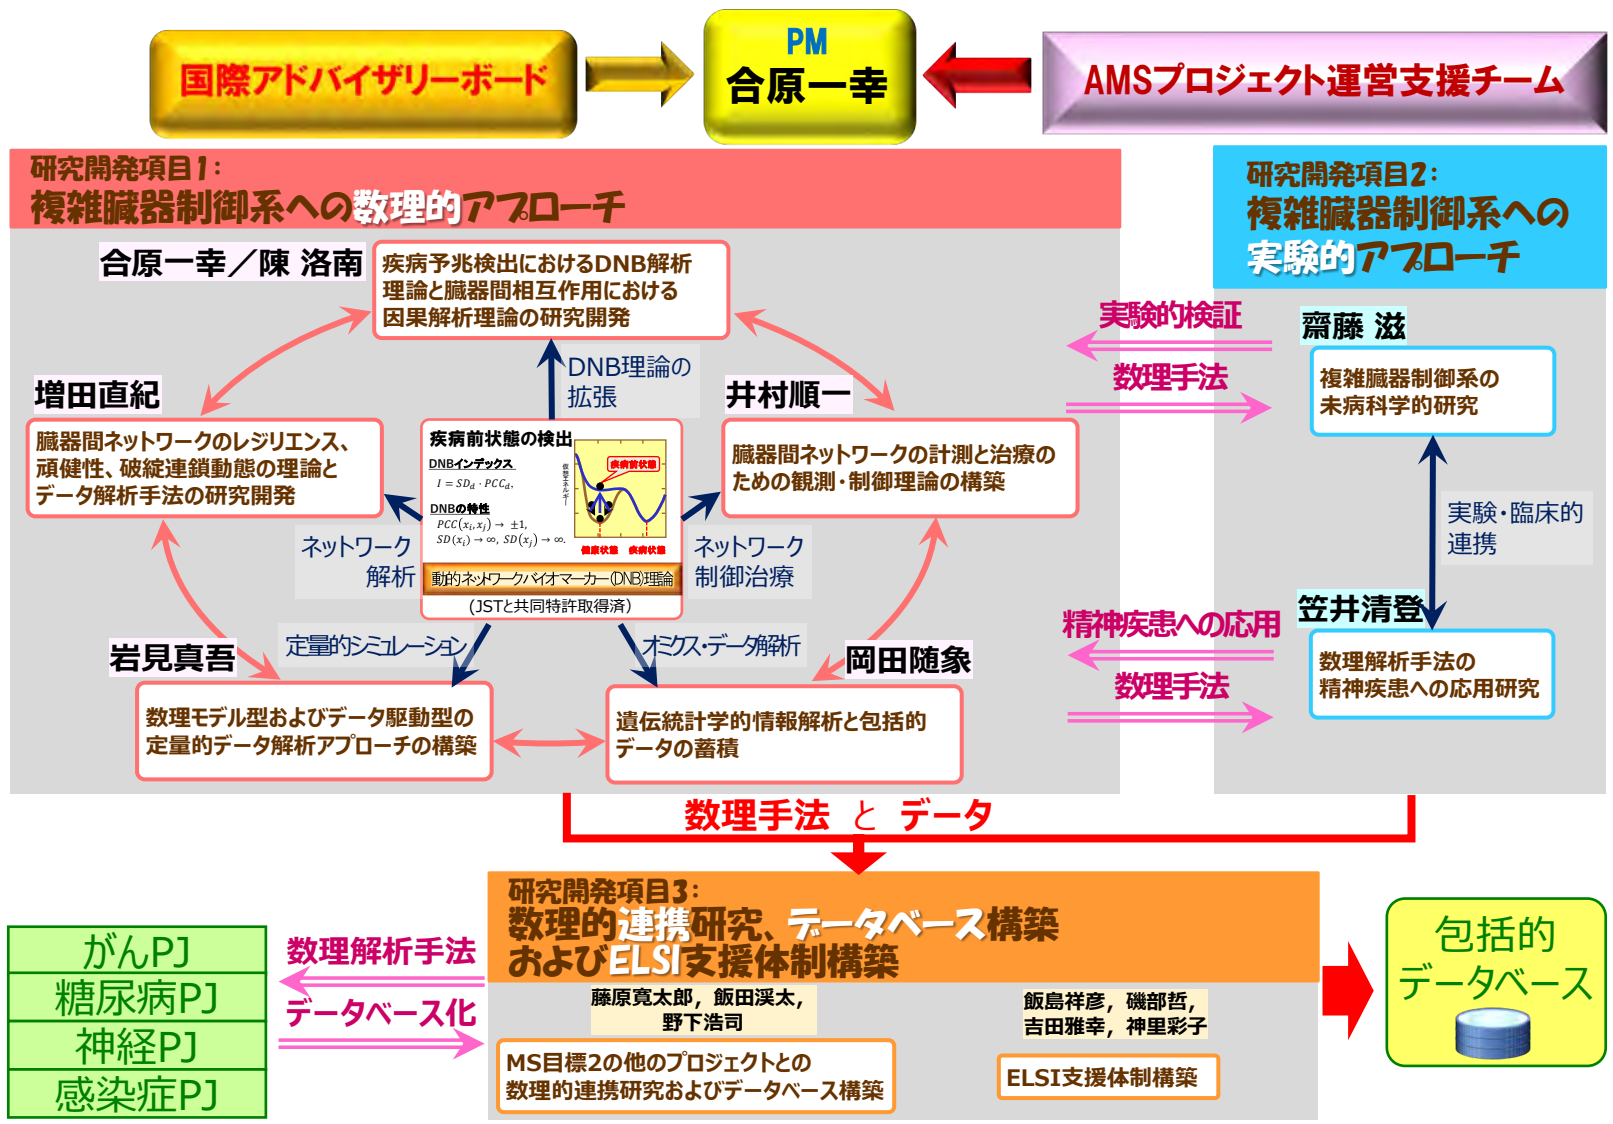 国際アドバイザリーボード
PM
合原一幸
AMSプロジェクト運営支援チーム
研究開発項目1:
複雑臓器制御系への数理的アプローチ
合原一幸／陳 洛南
疾病予兆検出におけるDNB解析
理論と臓器間相互作用における
因果解析理論の研究開発
DNB理論の
拡張
増田直紀
臓器間ネットワークのレジリエンス、
頑健性、破綻連鎖動態の理論と
データ解析手法の研究開発
井村順一
臓器間ネットワークの計測と治療の
ための観測・制御理論の構築
疾病前状態の検出
DNBインデックス
I = SD_d · PCC_d,
DNBの特性
PCC(x_i, x_j) → ±1,
SD(x_i) → ∞, SD(x_j) → ∞.
仮想エネルギー
疾病前状態
健康状態 疾病状態
動的ネットワークバイオマーカー(DNB)理論
(JSTと共同特許取得済)
ネットワーク
解析
ネットワーク
制御治療
定量的シミュレーション
オミクス・データ解析
岩見真吾
数理モデル型およびデータ駆動型の
定量的データ解析アプローチの構築
岡田随象
遺伝統計学的情報解析と包括的
データの蓄積
実験的検証
数理手法
精神疾患への応用
数理手法
研究開発項目2:
複雑臓器制御系への
実験的アプローチ
齋藤 滋
複雑臓器制御系の
未病科学的研究
実験・臨床的
連携
笠井清登
数理解析手法の
精神疾患への応用研究
数理手法 と データ
研究開発項目3:
数理的連携研究、データベース構築
およびELSI支援体制構築
藤原寛太郎，飯田渓太，
野下浩司
MS目標2の他のプロジェクトとの
数理的連携研究およびデータベース構築
飯島祥彦，磯部哲，
吉田雅幸，神里彩子
ELSI支援体制構築
がんPJ
糖尿病PJ
神経PJ
感染症PJ
数理解析手法
データベース化
包括的
データベース